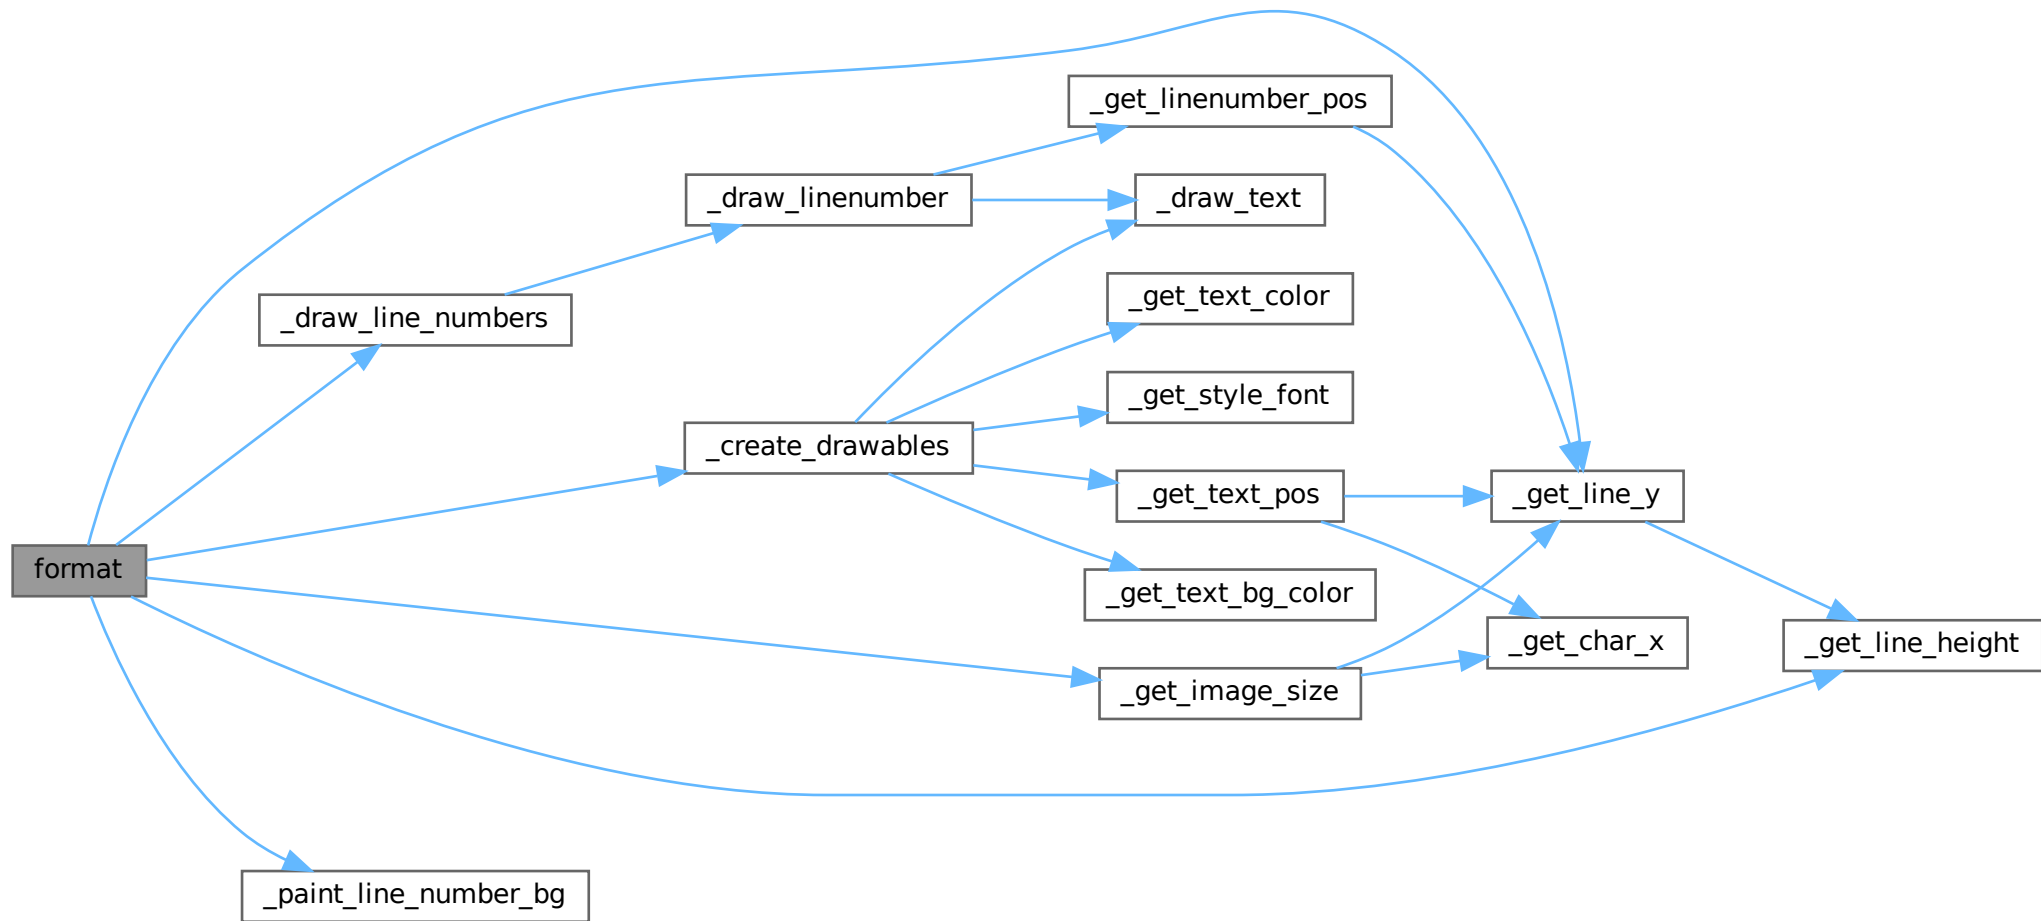 _get_linenumber_pos
_draw_linenumber
_draw_text
_get_text_color
_draw_line_numbers
_get_style_font
_create_drawables
_get_text_pos
_get_line_y
format
_get_text_bg_color
_get_char_x
_get_line_height
_get_image_size
_paint_line_number_bg